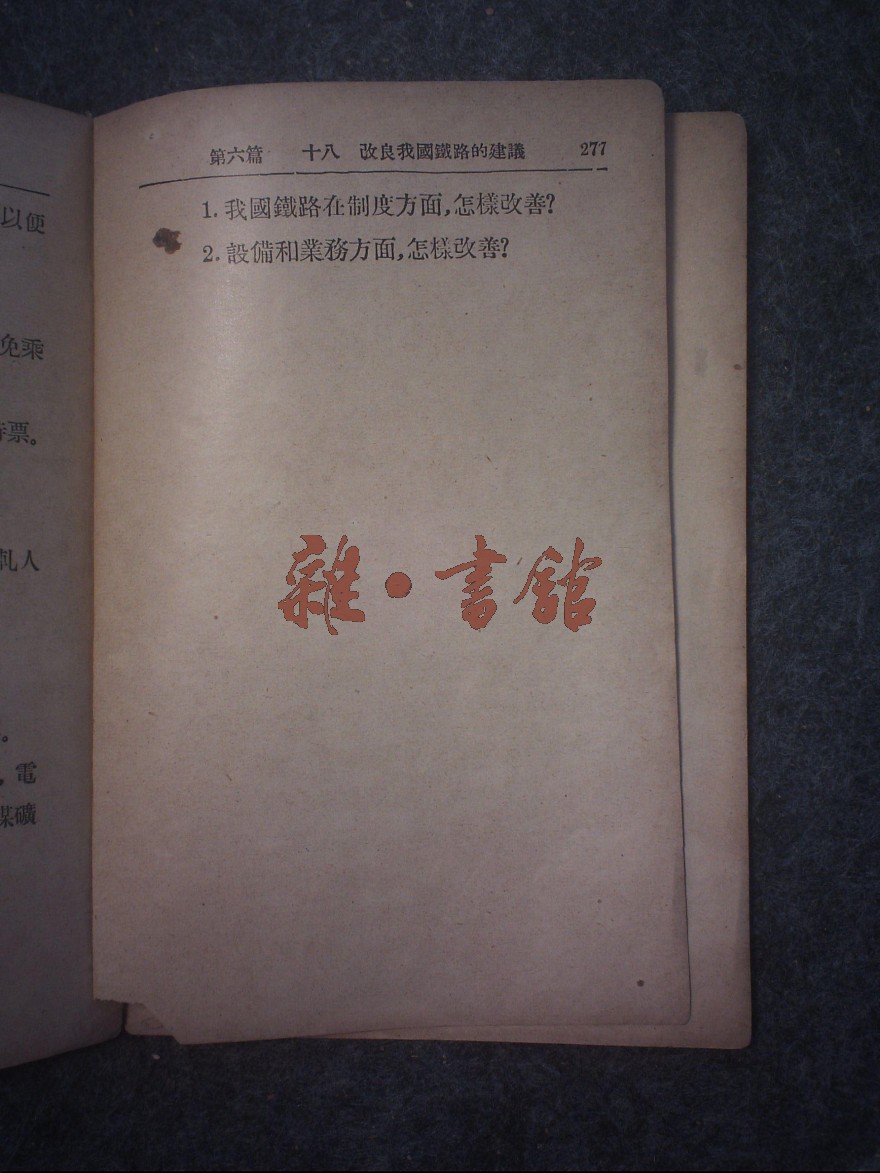 第六篇 十八 改良我國鐵路的建議 277
1. 我國鐵路在制度方面,怎樣改善?
2. 設備和業務方面,怎樣改善?
以便
免乘
票。
人
。
,電
煤礦
雜·書館